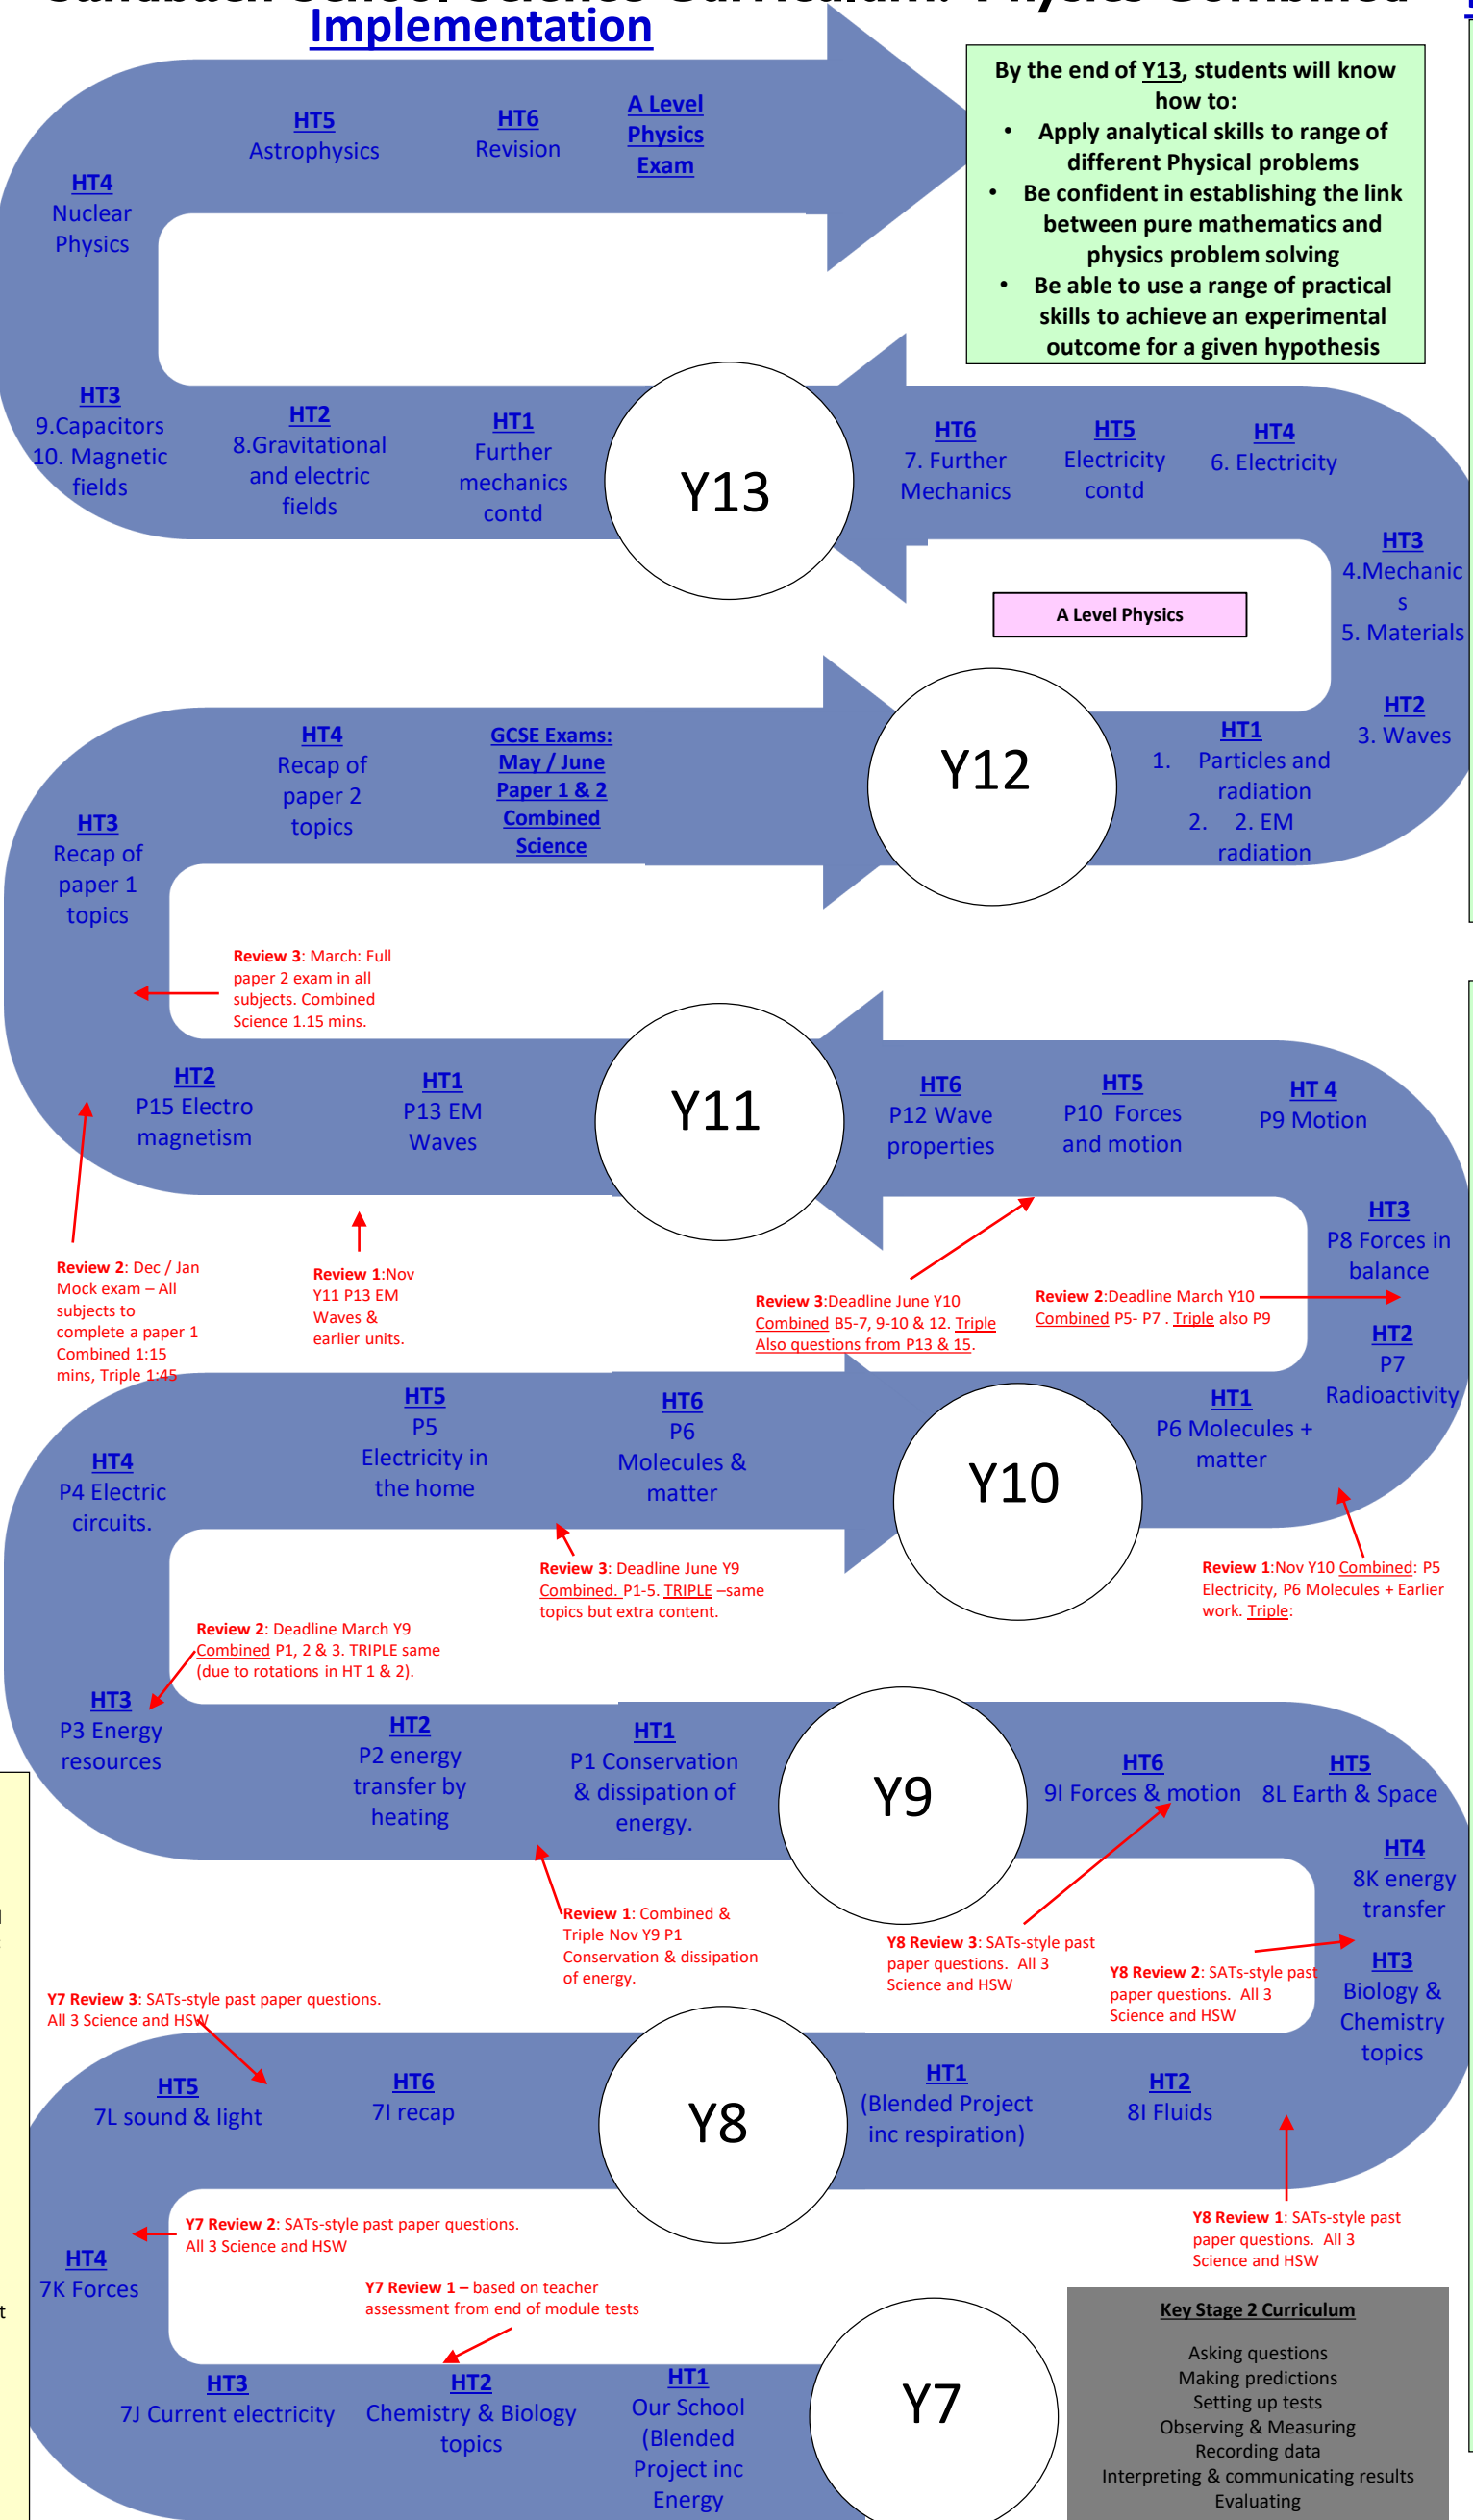 Sandbach School Science Curriculum: Physics Combined
Implementation
HT5
Astrophysics
HT6
Revision
A Level
Physics
Exam
HT4
Nuclear
Physics
By the end of Y13, students will know
how to:
• Apply analytical skills to range of
different Physical problems
• Be confident in establishing the link
between pure mathematics and
physics problem solving
• Be able to use a range of practical
skills to achieve an experimental
outcome for a given hypothesis
HT3
9.Capacitors
10. Magnetic
fields
HT2
8.Gravitational
and electric
fields
HT1
Further
mechanics
contd
Y13
HT6
7. Further
Mechanics
HT5
Electricity
contd
HT4
6. Electricity
HT3
4.Mechanic
s
5. Materials
A Level Physics
HT2
3. Waves
HT1
1. Particles and
radiation
2. 2. EM
radiation
Y12
GCSE Exams:
May / June
Paper 1 & 2
Combined
Science
HT4
Recap of
paper 2
topics
HT3
Recap of
paper 1
topics
Review 3: March: Full
paper 2 exam in all
subjects. Combined
Science 1.15 mins.
HT2
P15 Electro
magnetism
HT1
P13 EM
Waves
Y11
HT6
P12 Wave
properties
HT5
P10 Forces
and motion
HT 4
P9 Motion
HT3
P8 Forces in
balance
Review 2: Dec / Jan
Mock exam – All
subjects to
complete a paper 1
Combined 1:15
mins, Triple 1:45
Review 1:Nov
Y11 P13 EM
Waves &
earlier units.
Review 3:Deadline June Y10
Combined B5-7, 9-10 & 12. Triple
Also questions from P13 & 15.
Review 2:Deadline March Y10
Combined P5- P7 . Triple also P9
HT2
P7
Radioactivity
HT1
P6 Molecules +
matter
Y10
HT6
P6
Molecules &
matter
HT5
P5
Electricity in
the home
HT4
P4 Electric
circuits.
Review 3: Deadline June Y9
Combined. P1-5. TRIPLE –same
topics but extra content.
Review 1:Nov Y10 Combined: P5
Electricity, P6 Molecules + Earlier
work. Triple:
Review 2: Deadline March Y9
Combined P1, 2 & 3. TRIPLE same
(due to rotations in HT 1 & 2).
HT3
P3 Energy
resources
HT2
P2 energy
transfer by
heating
HT1
P1 Conservation
& dissipation of
energy.
Y9
HT6
9I Forces & motion
HT5
8L Earth & Space
HT4
8K energy
transfer
Review 1: Combined &
Triple Nov Y9 P1
Conservation & dissipation
of energy.
Y8 Review 3: SATs-style past
paper questions. All 3
Science and HSW
Y8 Review 2: SATs-style past
paper questions. All 3
Science and HSW
HT3
Biology &
Chemistry
topics
Y7 Review 3: SATs-style past paper questions.
All 3 Science and HSW
HT5
7L sound & light
HT6
7I recap
Y8
HT1
(Blended Project
inc respiration)
HT2
8I Fluids
Y7 Review 2: SATs-style past paper questions.
All 3 Science and HSW
Y8 Review 1: SATs-style past
paper questions. All 3
Science and HSW
HT4
7K Forces
Y7 Review 1 – based on teacher
assessment from end of module tests
HT3
7J Current electricity
HT2
Chemistry & Biology
topics
HT1
Our School
(Blended
Project inc
Energy
Y7
Key Stage 2 Curriculum
Asking questions
Making predictions
Setting up tests
Observing & Measuring
Recording data
Interpreting & communicating results
Evaluating